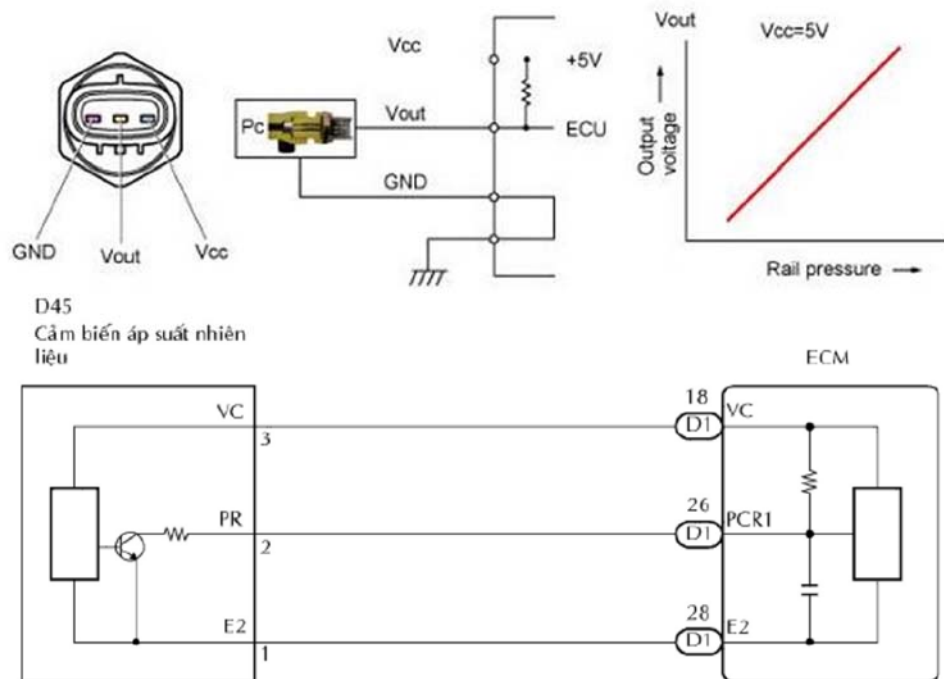 Vcc
+5V
Pc
Vout
ECU
GND
GND
Vout
Vcc
Vout
Vcc=5V
Output
voltage
Rail pressure
D45
Cảm biến áp suất nhiên
liệu
ECM
VC
3
18
D1
VC
PR
2
26
D1
PCR1
E2
1
28
D1
E2